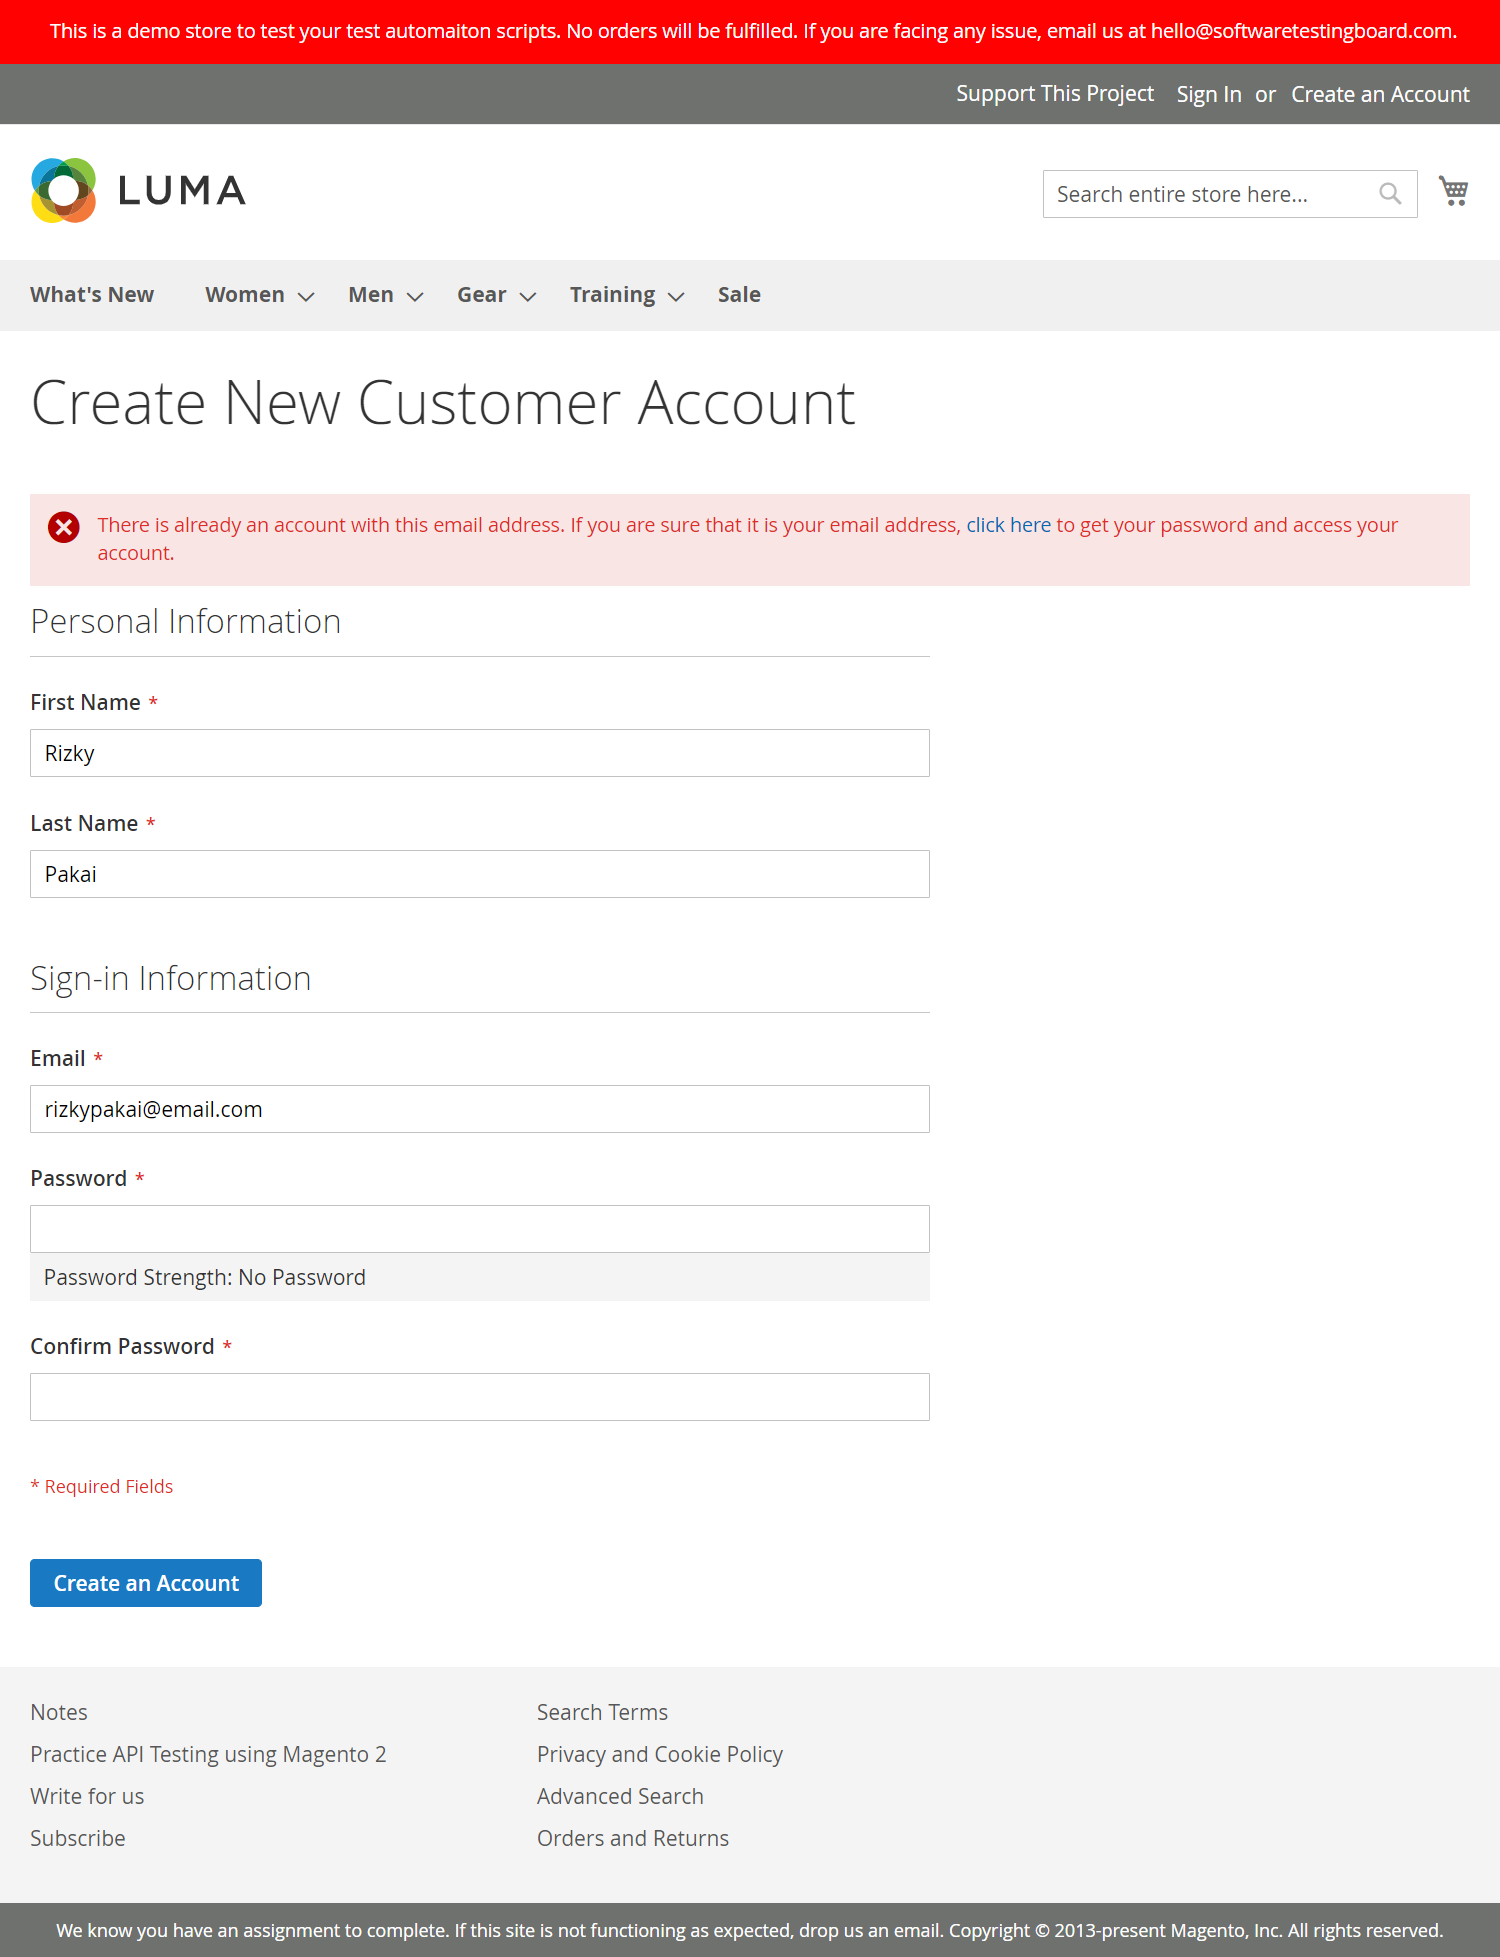 This is a demo store to test your test automaiton scripts. No orders will be fulfilled. If you are facing any issue, email us at hello@softwaretestingboard.com.
Support This Project Sign In or Create an Account
LUMA
Search entire store here...
What's New Women Men Gear Training Sale
Create New Customer Account
There is already an account with this email address. If you are sure that it is your email address, click here to get your password and access your
account.
Personal Information
First Name *
Rizky
Last Name *
Pakai
Sign-in Information
Email *
rizkypakai@email.com
Password *
Password Strength: No Password
Confirm Password *
* Required Fields
Create an Account
Notes
Practice API Testing using Magento 2
Write for us
Subscribe
Search Terms
Privacy and Cookie Policy
Advanced Search
Orders and Returns
We know you have an assignment to complete. If this site is not functioning as expected, drop us an email. Copyright © 2013-present Magento, Inc. All rights reserved.